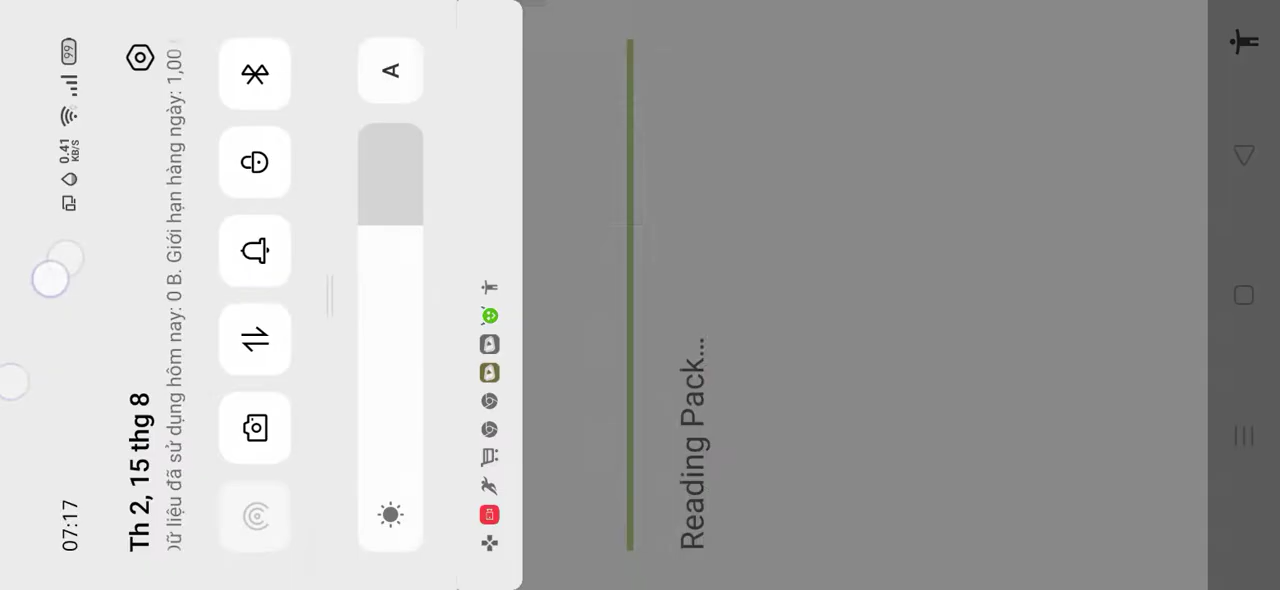 07:17
0.41
KB/S
99
Th 2, 15 thg 8
ữ liệu đã sử dụng hôm nay: 0 B. Giới hạn hàng ngày: 1,00
A
Reading Pack...